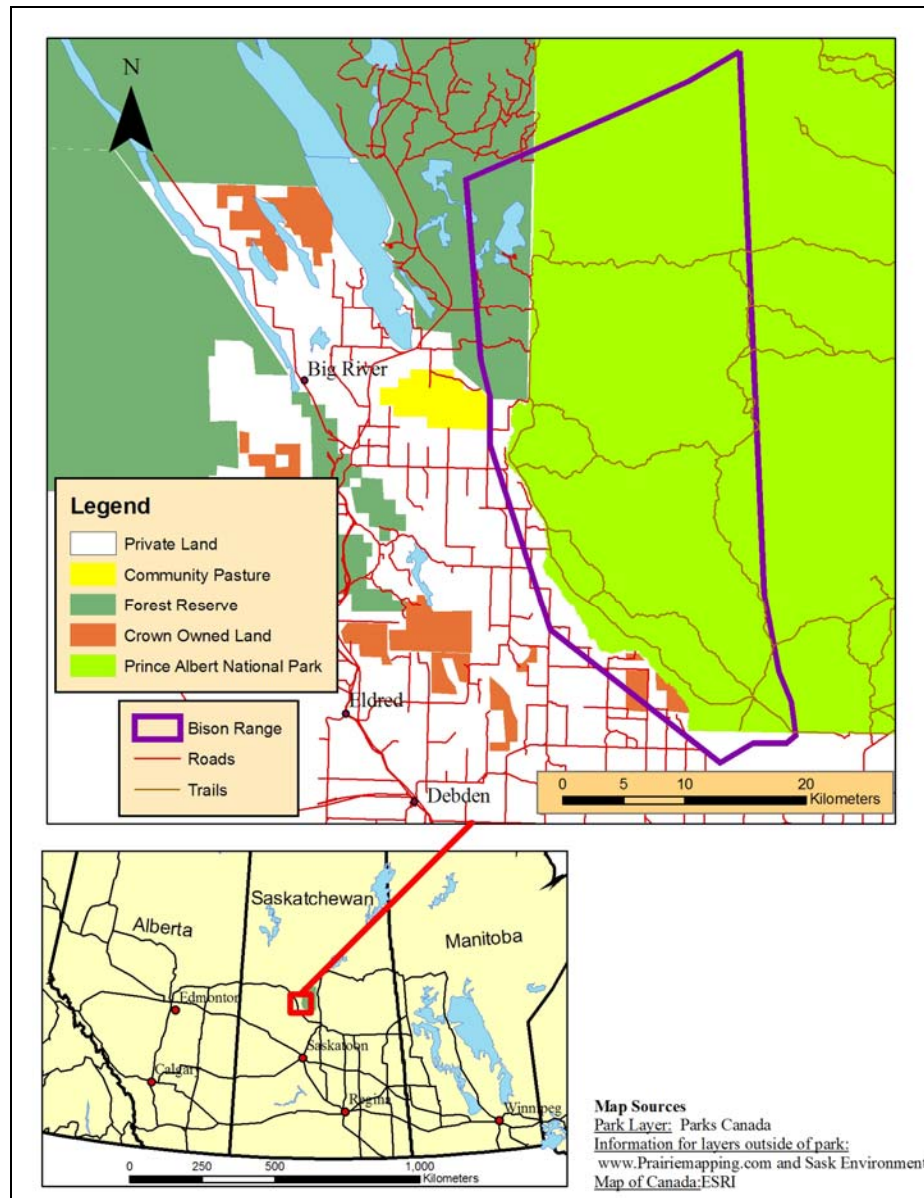 N
Big River
Legend
Private Land
Community Pasture
Forest Reserve
Crown Owned Land
Prince Albert National Park
Bison Range
Roads
Trails
Eldred
Debden
0 5 10 20
Kilometers
Saskatchewan
Alberta
Manitoba
Edmonton
Saskatoon
Calgary
Regina
Winnipeg
0 250 500 1,000
Kilometers
Map Sources
Park Layer: Parks Canada
Information for layers outside of park:
www.Prairiemapping.com and Sask Environment
Map of Canada:ESRI